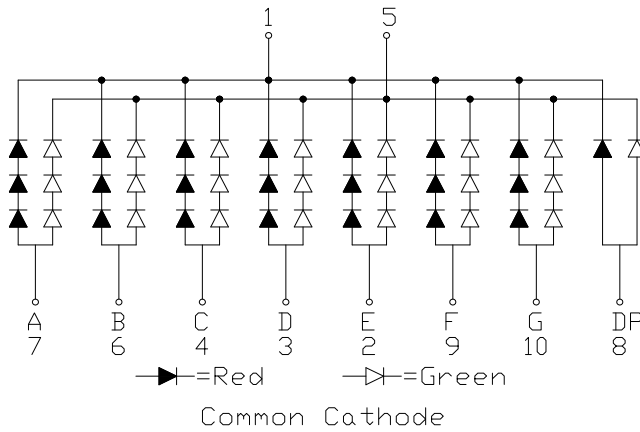 1 5
A B C D E F G DP
7 6 4 3 2 9 10 8
=Red =Green
Common Cathode